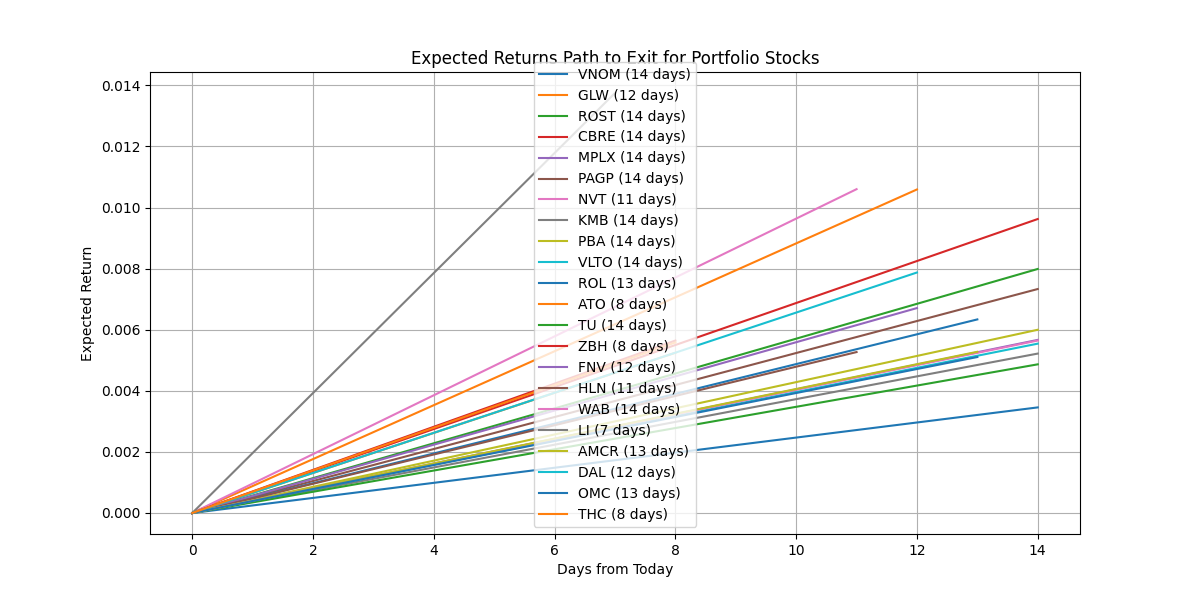 Expected Returns Path to Exit for Portfolio Stocks
VNOM (14 days)
GLW (12 days)
ROST (14 days)
CBRE (14 days)
MPLX (14 days)
PAGP (14 days)
NVT (11 days)
KMB (14 days)
PBA (14 days)
VLTO (14 days)
ROL (13 days)
ATO (8 days)
TU (14 days)
ZBH (8 days)
FNV (12 days)
HLN (11 days)
WAB (14 days)
LI (7 days)
AMCR (13 days)
DAL (12 days)
OMC (13 days)
THC (8 days)
0.014
0.012
0.010
0.008
0.006
0.004
0.002
0.000
Expected Return
0 2 4 6 8 10 12 14
Days from Today